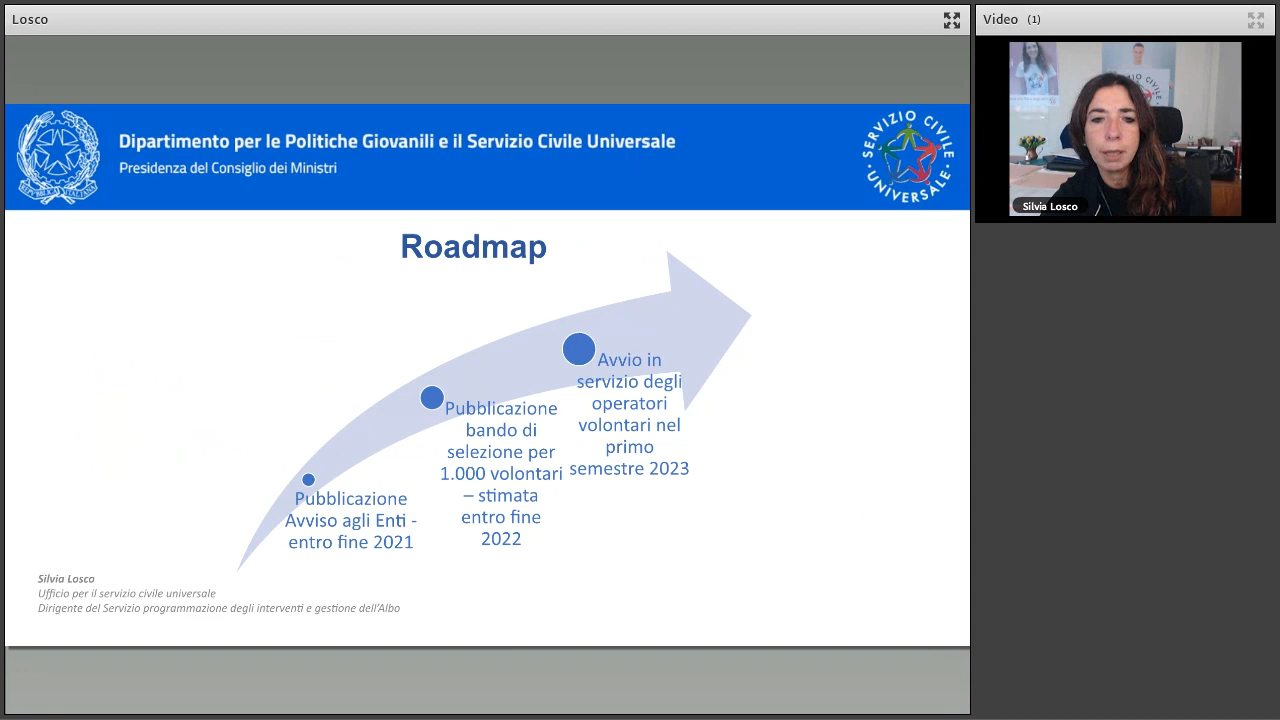 Losco
Video (1)
Dipartimento per le Politiche Giovanili e il Servizio Civile Universale
Presidenza del Consiglio dei Ministri
SERVIZIO CIVILE
UNIVERSALE
Silvia Losco
Roadmap
Avvio in
servizio degli
operatori
volontari nel
primo
semestre 2023
Pubblicazione
bando di
selezione per
1.000 volontari
– stimata
entro fine
2022
Pubblicazione
Avviso agli Enti -
entro fine 2021
Silvia Losco
Ufficio per il servizio civile universale
Dirigente del Servizio programmazione degli interventi e gestione dell'Albo